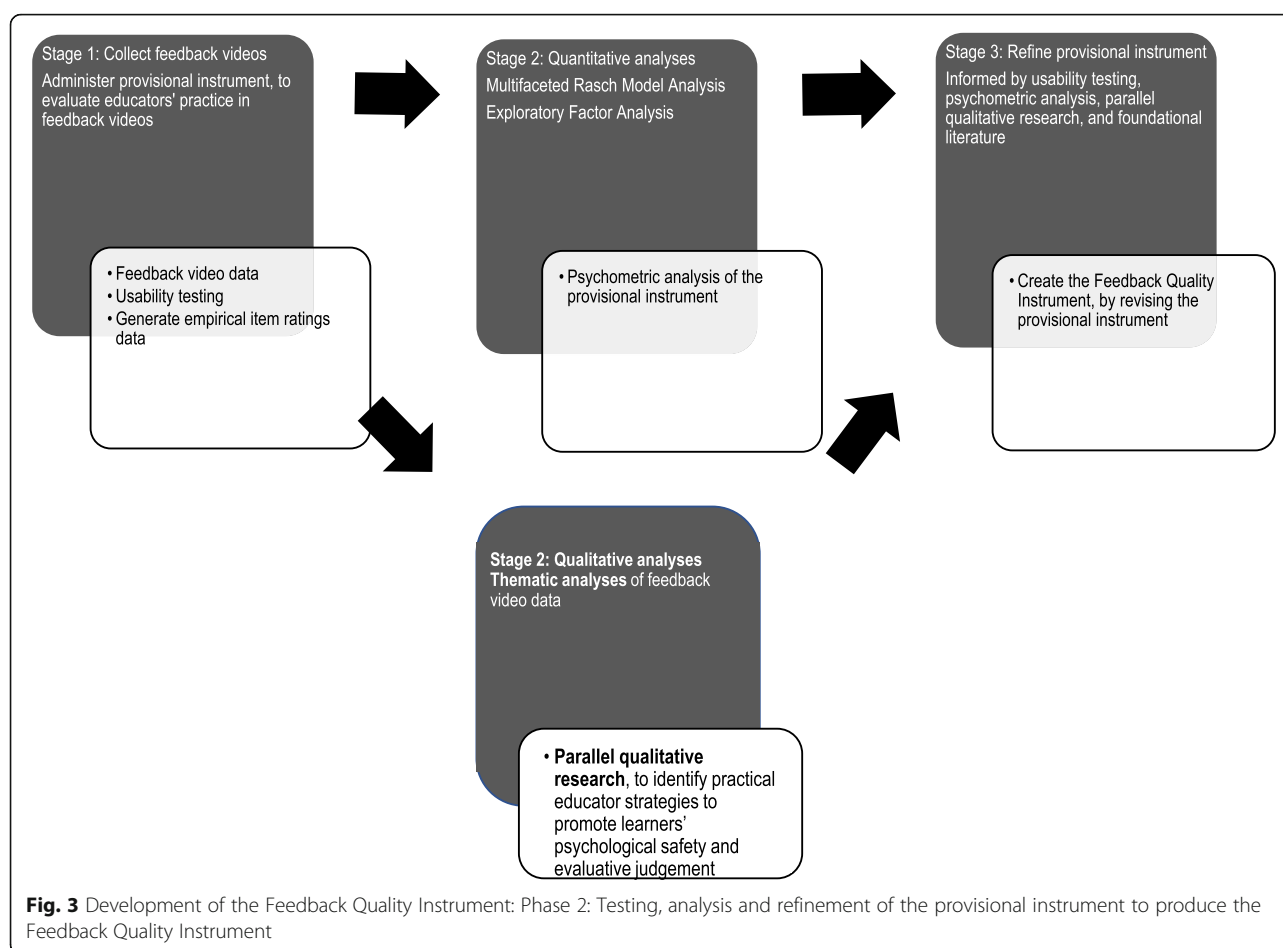 Stage 1: Collect feedback videos
Administer provisional instrument, to
evaluate educators' practice in
feedback videos
• Feedback video data
• Usability testing
• Generate empirical item ratings
data
Stage 2: Quantitative analyses
Multifaceted Rasch Model Analysis
Exploratory Factor Analysis
• Psychometric analysis of the
provisional instrument
Stage 3: Refine provisional instrument
Informed by usability testing,
psychometric analysis, parallel
qualitative research, and foundational
literature
• Create the Feedback Quality
Instrument, by revising the
provisional instrument
Stage 2: Qualitative analyses
Thematic analyses of feedback
video data
• Parallel qualitative
research, to identify practical
educator strategies to
promote learners’
psychological safety and
evaluative judgement
Fig. 3 Development of the Feedback Quality Instrument: Phase 2: Testing, analysis and refinement of the provisional instrument to produce the
Feedback Quality Instrument